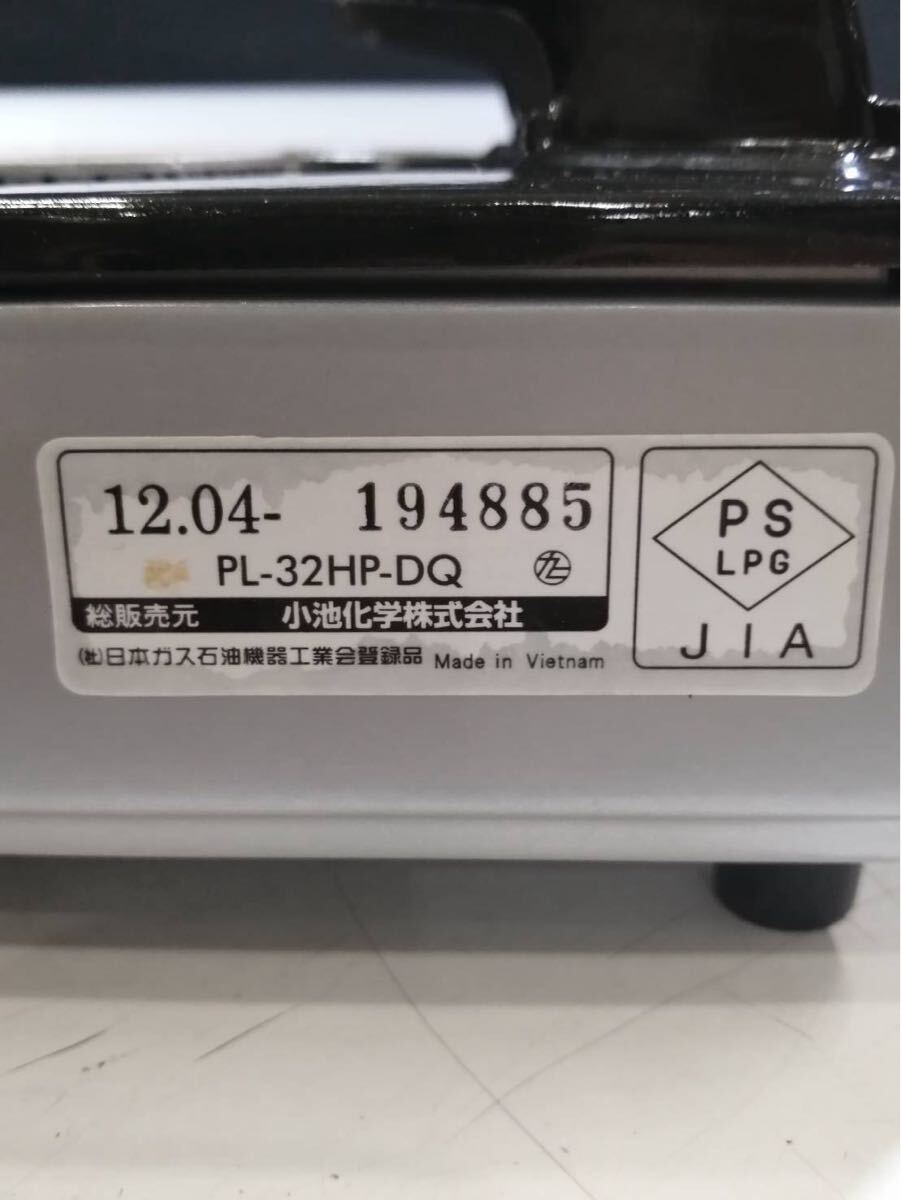 12.04- 194885
PL-32HP-DQ
総販売元 小池化学株式会社
(社)日本ガス石油機器工業会登録品 Made in Vietnam
PS
LPG
JIA